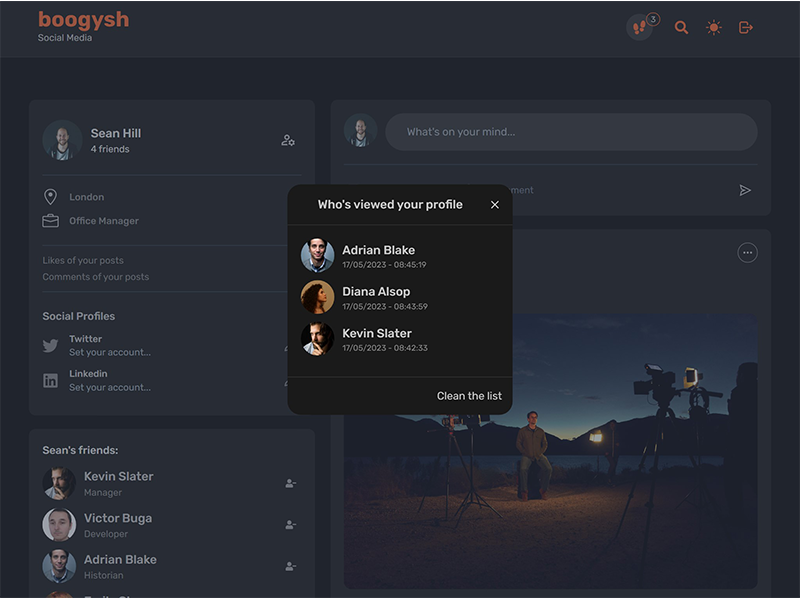 boogysh
Social Media
3
Sean Hill
4 friends
What's on your mind...
London
Office Manager
ment
Likes of your posts
Comments of your posts
Social Profiles
Twitter
Set your account...
Linkedin
Set your account...
Who's viewed your profile
Adrian Blake
17/05/2023 - 08:45:19
Diana Alsop
17/05/2023 - 08:43:59
Kevin Slater
17/05/2023 - 08:42:33
Clean the list
Sean's friends:
Kevin Slater
Manager
Victor Buga
Developer
Adrian Blake
Historian